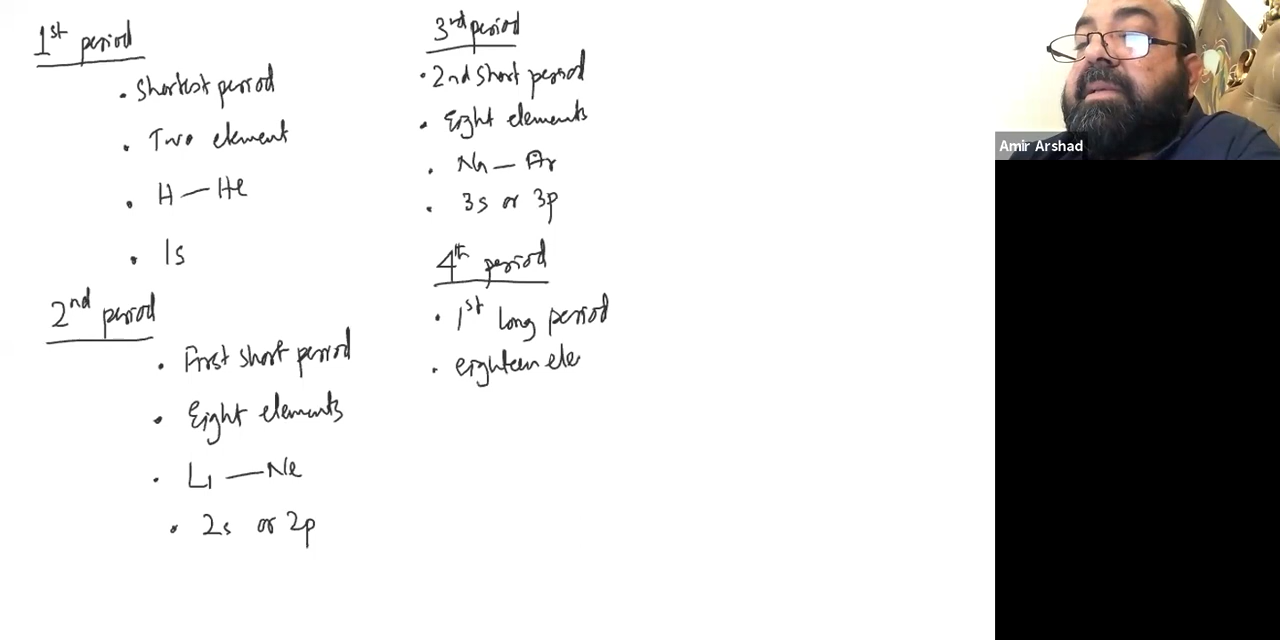 1st period
• Shortest period
• Two element
• H — He
• 1s
2nd period
• First short period
• Eight elements
• Li — Ne
• 2s or 2p
3rd period
• 2nd short period
• Eight elements
• Na — Ar
• 3s or 3p
4th period
• 1st long period
• eighteen ele
Amir Arshad